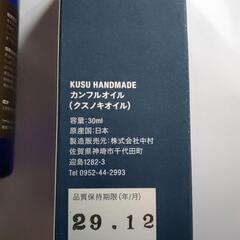 KUSU HANDMADE
カンフルオイル
(クスノキオイル)
容量:30ml
原産国:日本
製造販売元:株式会社中村
佐賀県神埼市千代田町
迎島1282-3
Tel 0952-44-2993
品質保持期限(年/月)
29.12